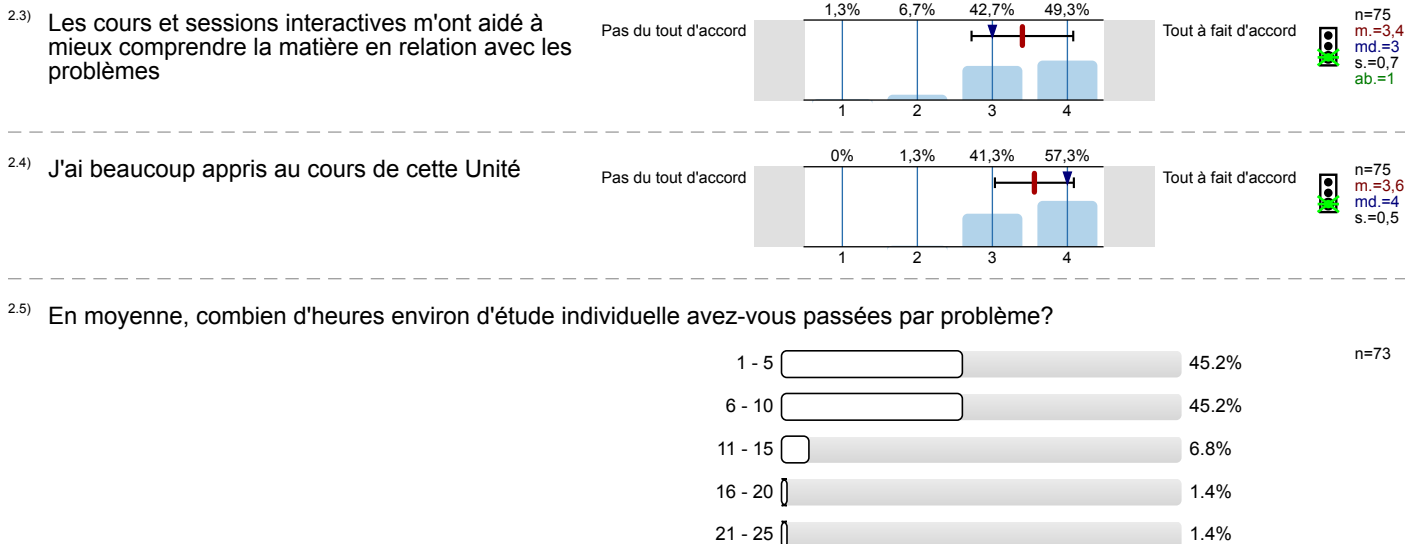 2.3) Les cours et sessions interactives m'ont aidé à
mieux comprendre la matière en relation avec les
problèmes
Pas du tout d'accord
1,3% 6,7% 42,7% 49,3%
1 2 3 4
Tout à fait d'accord
n=75
m.=3,4
md.=3
s.=0,7
ab.=1
2.4) J'ai beaucoup appris au cours de cette Unité
Pas du tout d'accord
0% 1,3% 41,3% 57,3%
1 2 3 4
Tout à fait d'accord
n=75
m.=3,6
md.=4
s.=0,5
2.5) En moyenne, combien d'heures environ d'étude individuelle avez-vous passées par problème?
n=73
1 - 5 45.2%
6 - 10 45.2%
11 - 15 6.8%
16 - 20 1.4%
21 - 25 1.4%